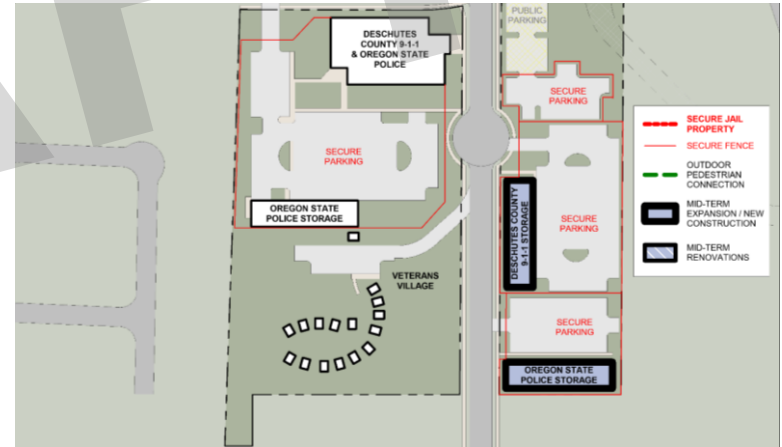 PUBLIC
PARKING
DESCHUTES
COUNTY 9-1-1
& OREGON STATE
POLICE
SECURE
PARKING
SECURE
PARKING
OREGON STATE
POLICE STORAGE
DESCHUTES COUNTY
9-1-1 STORAGE
SECURE
PARKING
VETERANS
VILLAGE
SECURE
PARKING
OREGON STATE
POLICE STORAGE
SECURE JAIL
PROPERTY
SECURE FENCE
OUTDOOR
PEDESTRIAN
CONNECTION
MID-TERM
EXPANSION / NEW
CONSTRUCTION
MID-TERM
RENOVATIONS